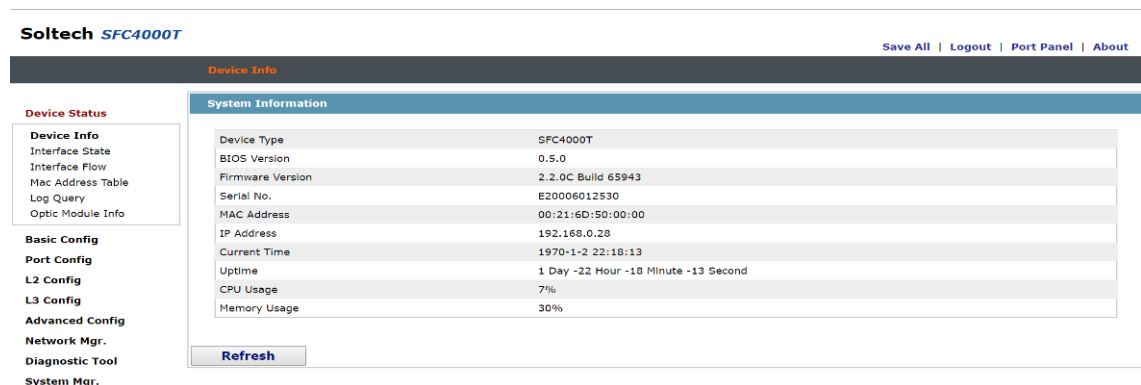 Soltech SFC4000T
Save All | Logout | Port Panel | About
Device Info
Device Status
Device Info
Interface State
Interface Flow
Mac Address Table
Log Query
Optic Module Info
Basic Config
Port Config
L2 Config
L3 Config
Advanced Config
Network Mgr.
Diagnostic Tool
System Mgr.
System Information
Device Type SFC4000T
BIOS Version 0.5.0
Firmware Version 2.2.0C Build 65943
Serial No. E20006012530
MAC Address 00:21:6D:50:00:00
IP Address 192.168.0.28
Current Time 1970-1-2 22:18:13
Uptime 1 Day -22 Hour -18 Minute -13 Second
CPU Usage 7%
Memory Usage 30%
Refresh